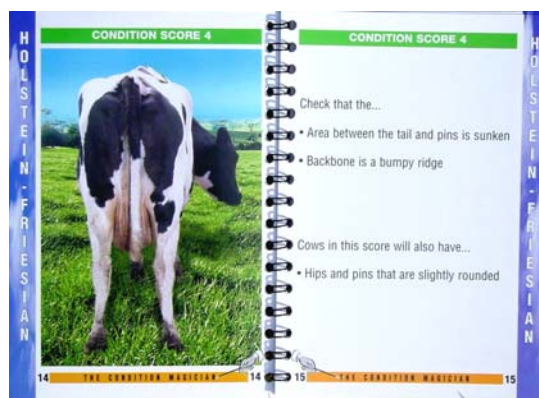 CONDITION SCORE 4
HOLSTEIN-FRIESIAN
14 THE CONDITION MAGICIAN 14
CONDITION SCORE 4
Check that the...
• Area between the tail and pins is sunken
• Backbone is a bumpy ridge
Cows in this score will also have...
• Hips and pins that are slightly rounded
HOLSTEIN-FRIESIAN
15 THE CONDITION MAGICIAN 15